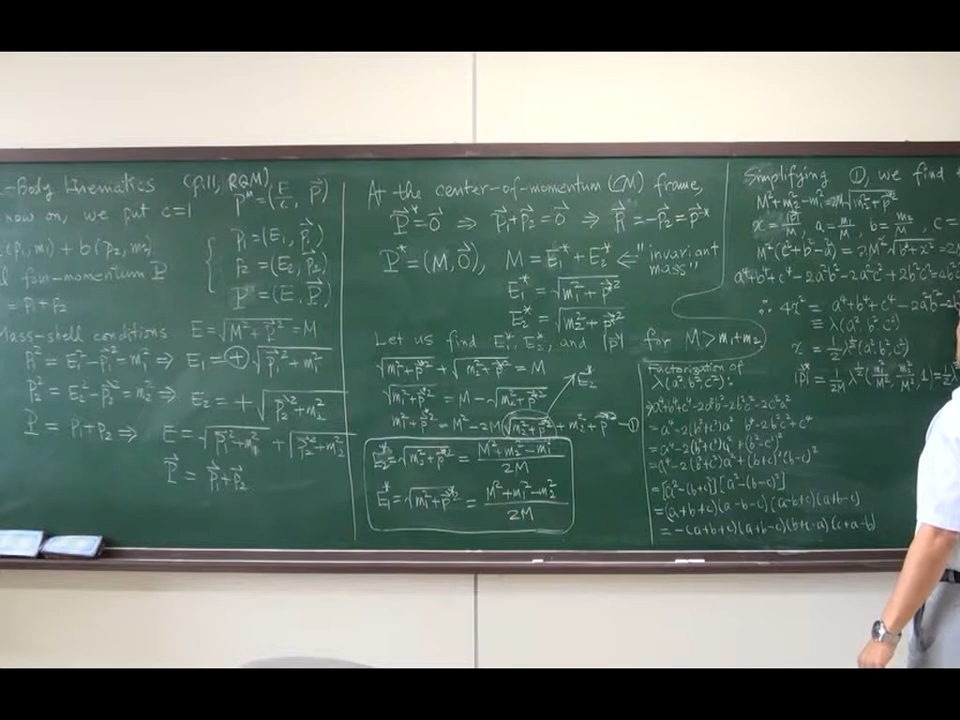 -Body Kinematics (p.11, RQM)
p^μ = (E/c, p⃗)
now on, we put c=1
(p₁,m₁) + b(p₂,m₂)
four-momentum P
= p₁+p₂
p₁ = (E₁, p⃗₁)
p₂ = (E₂, p⃗₂)
P = (E, P⃗)
Mass-shell conditions E = √(M²+P⃗²) = M
p₁² = E₁²-p⃗₁² = m₁² ⇒ E₁ = ⊕√(p⃗₁²+m₁²)
p₂² = E₂²-p⃗₂² = m₂² ⇒ E₂ = +√(p⃗₂²+m₂²)
P = p₁+p₂ ⇒ E = √(p⃗₁²+m₁²) + √(p⃗₂²+m₂²)
P⃗ = p⃗₁+p⃗₂
At the center-of-momentum (CM) frame,
P⃗* = 0⃗ ⇒ p⃗₁+p⃗₂ = 0⃗ ⇒ p⃗₁ = -p⃗₂ = p⃗*
P* = (M, 0⃗), M = E₁* + E₂* ⇐ "invariant mass"
E₁* = √(m₁²+p⃗*²)
E₂* = √(m₂²+p⃗*²)
Let us find E₁*, E₂*, and |p⃗*| for M > m₁+m₂.
√(m₁²+p⃗*²) + √(m₂²+p⃗*²) = M
√(m₁²+p⃗*²) = M - √(m₂²+p⃗*²)
E₂*
m₁²+p⃗*² = M²-2M√(m₂²+p⃗*²) + m₂²+p⃗*² -①
E₂* = √(m₂²+p⃗*²) = (M²+m₂²-m₁²)/2M
E₁* = √(m₁²+p⃗*²) = (M²+m₁²-m₂²)/2M
Simplifying ①, we find
M²+m₂²-m₁² = 2M√(m₂²+p⃗*²)
x = |p⃗*|/M, a = m₁/M, b = m₂/M, c =
M²(c²+b²-a²) = 2M²√(b²+x²)
a⁴+b⁴+c⁴-2a²b²-2a²c²+2b²c² = 4b²
∴ 4x² = a⁴+b⁴+c⁴-2a²b²-2
≡ λ(a²,b²,c²)
x = ½λ^½(a²,b²,c²)
|p⃗*| = (1/2)M λ^½(m₁²/M², m₂²/M², 1) = ½
Factorization of
λ(a²,b²,c²):
a⁴+b⁴+c⁴-2a²b²-2b²c²-2c²a²
= a⁴-2(b²+c²)a² + b⁴-2b²c²+c⁴
= a⁴-2(b²+c²)a² + (b²-c²)²
= a⁴-2(b²+c²)a² + (b+c)²(b-c)²
= [a²-(b+c)²][a²-(b-c)²]
= (a+b+c)(a-b-c)(a-b+c)(a+b-c)
= -(a+b+c)(a+b-c)(b+c-a)(c+a-b)